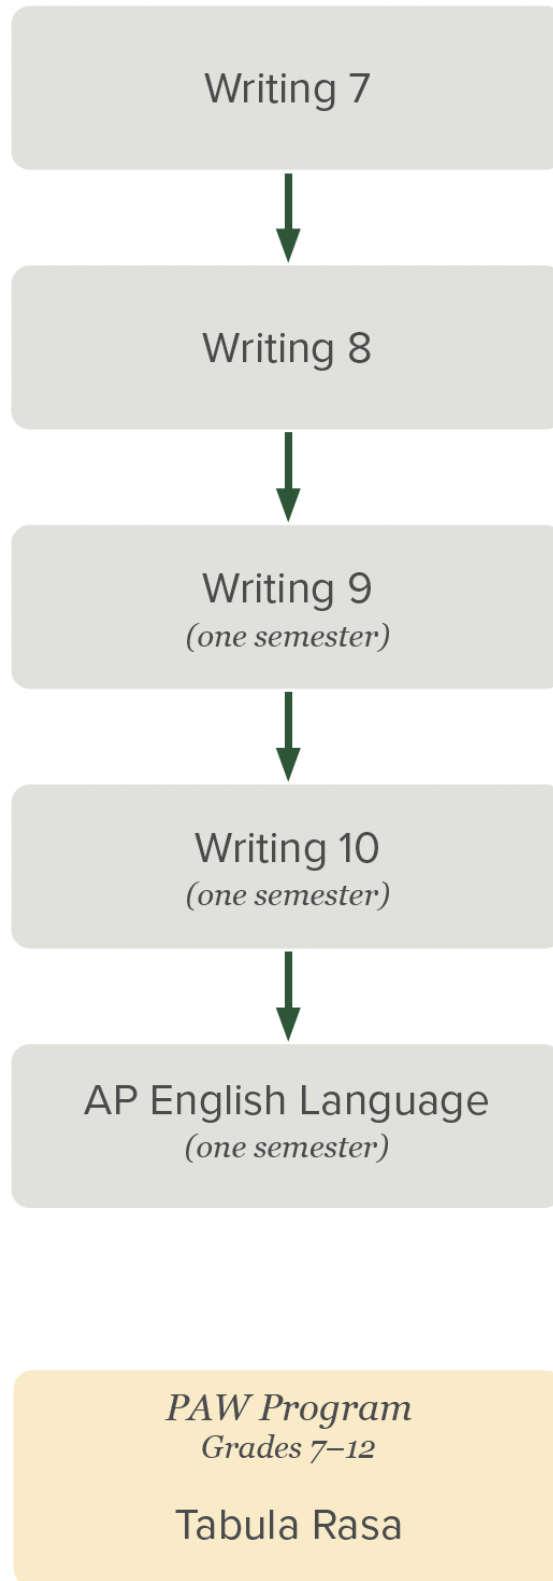 Writing 7
Writing 8
Writing 9
(one semester)
Writing 10
(one semester)
AP English Language
(one semester)
PAW Program
Grades 7–12
Tabula Rasa